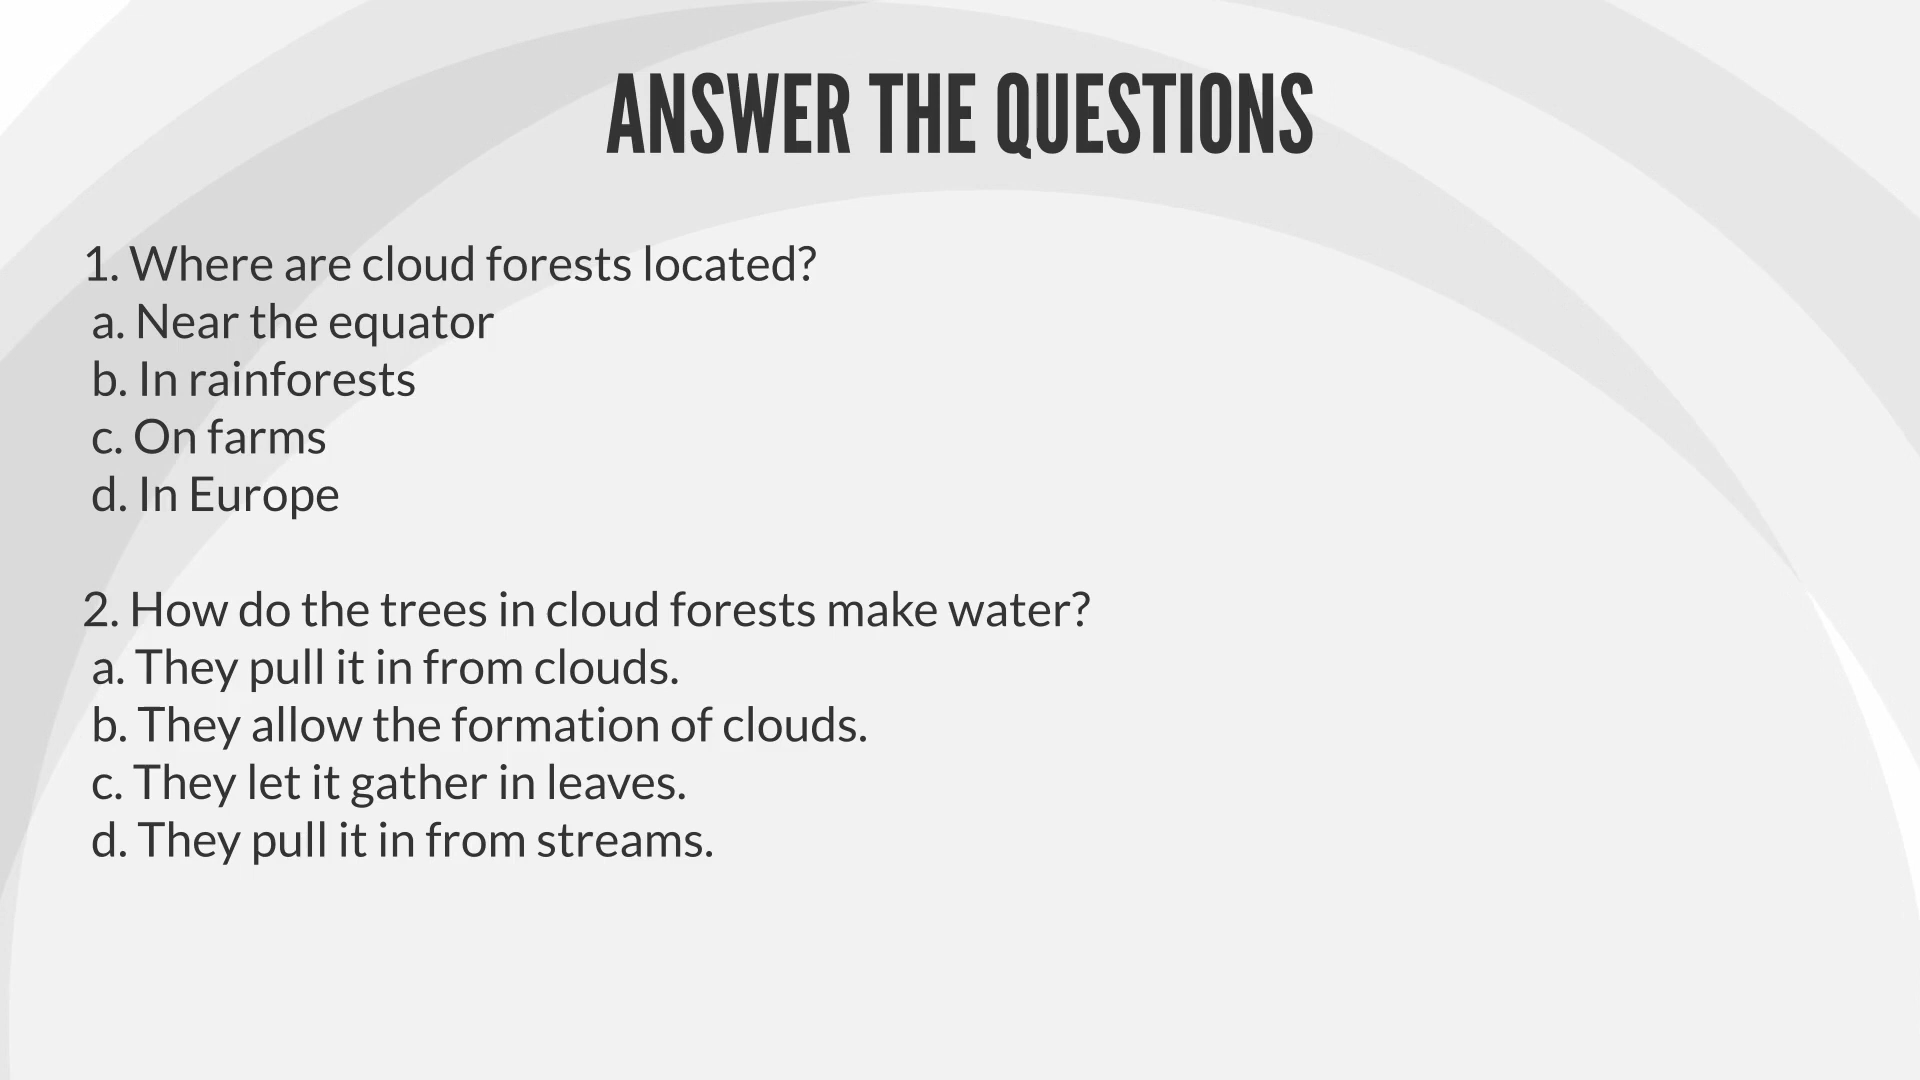 ANSWER THE QUESTIONS
1. Where are cloud forests located?
a. Near the equator
b. In rainforests
c. On farms
d. In Europe
2. How do the trees in cloud forests make water?
a. They pull it in from clouds.
b. They allow the formation of clouds.
c. They let it gather in leaves.
d. They pull it in from streams.